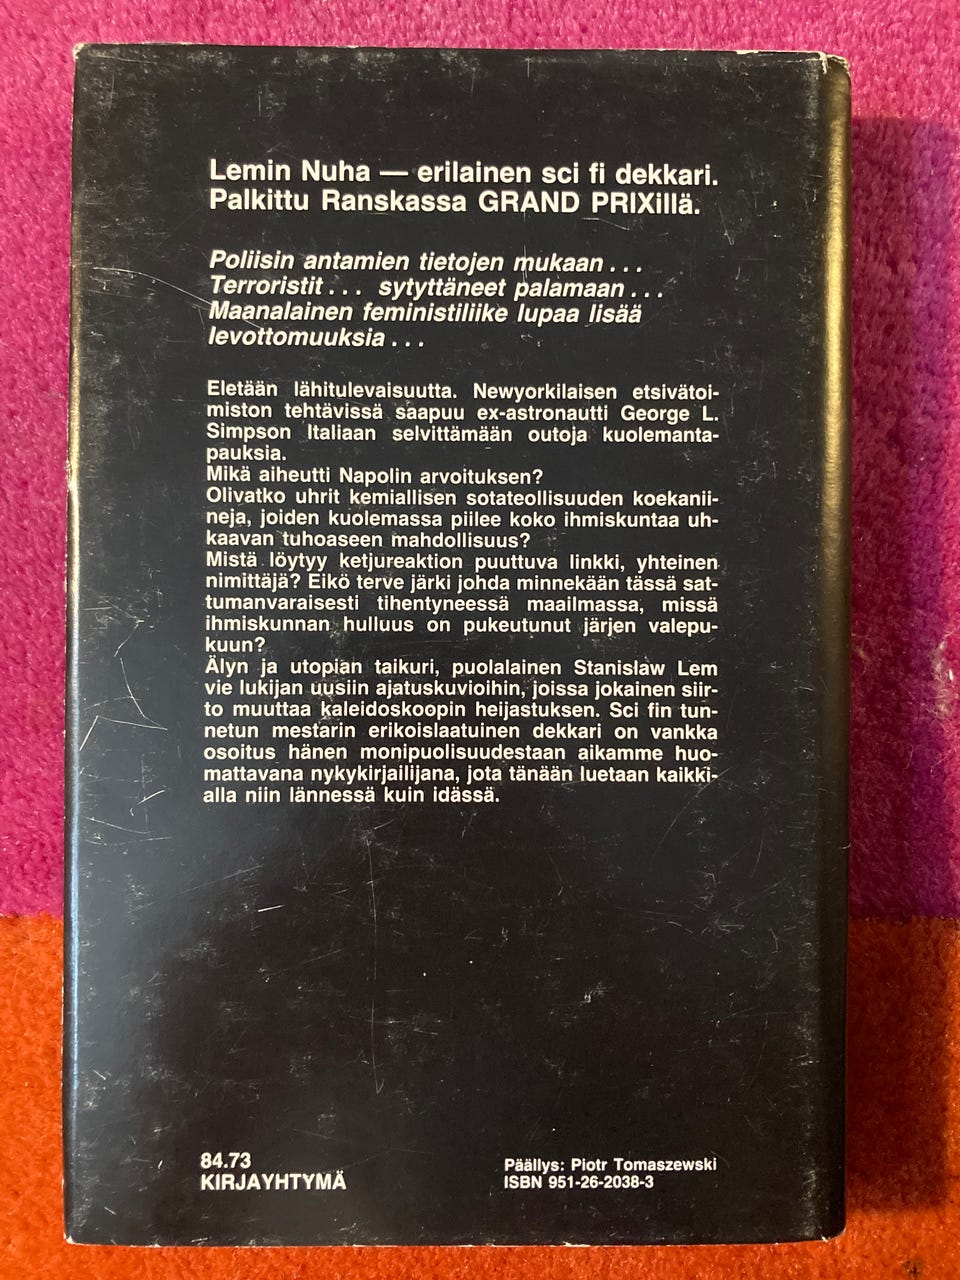 Lemin Nuha — erilainen sci fi dekkari.
Palkittu Ranskassa GRAND PRIXillä.
Poliisin antamien tietojen mukaan . . .
Terroristit . . . sytyttäneet palamaan . . .
Maanalainen feministiliike lupaa lisää
levottomuuksia . . .
Eletään lähitulevaisuutta. Newyorkilaisen etsivätoi-
miston tehtävissä saapuu ex-astronautti George L.
Simpson Italiaan selvittämään outoja kuolemanta-
pauksia.
Mikä aiheutti Napolin arvoituksen?
Olivatko uhrit kemiallisen sotateollisuuden koekanii-
neja, joiden kuolemassa piilee koko ihmiskuntaa uh-
kaavan tuhoaseen mahdollisuus?
Mistä löytyy ketjureaktion puuttuva linkki, yhteinen
nimittäjä? Eikö terve järki johda minnekään tässä sat-
tumanvaraisesti tihentyneessä maailmassa, missä
ihmiskunnan hulluus on pukeutunut järjen valepu-
kuun?
Älyn ja utopian taikuri, puolalainen Stanislaw Lem
vie lukijan uusiin ajatuskuvioihin, joissa jokainen siir-
to muuttaa kaleidoskoopin heijastuksen. Sci fin tun-
netun mestarin erikoislaatuinen dekkari on vankka
osoitus hänen monipuolisuudestaan aikamme huo-
mattavana nykykirjailijana, jota tänään luetaan kaikki-
alla niin lännessä kuin idässä.
84.73
KIRJAYHTYMÄ
Päällys: Piotr Tomaszewski
ISBN 951-26-2038-3